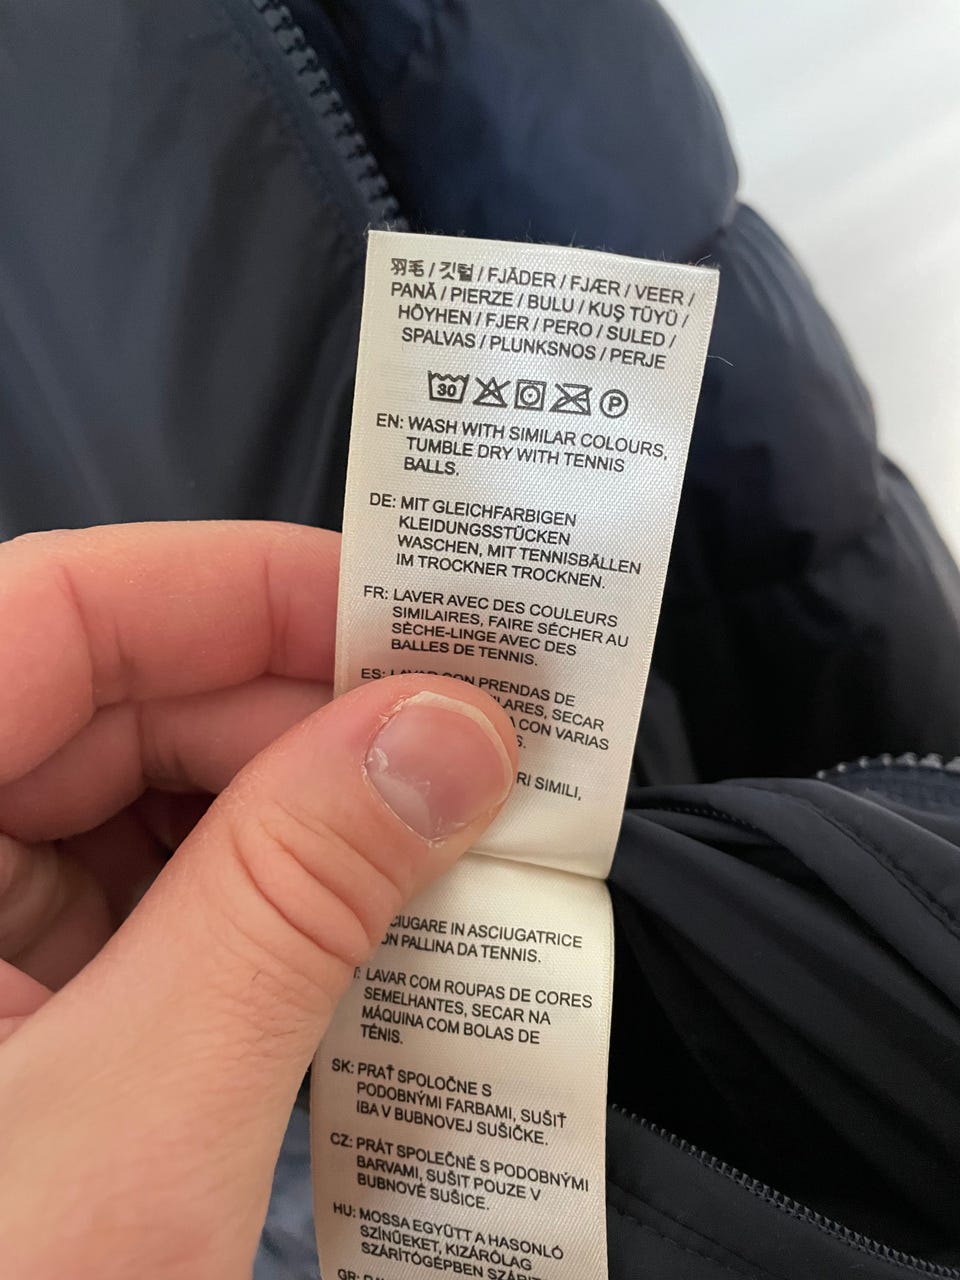 羽毛 / 깃털 / FJÄDER / FJÆR / VEER /
PANĂ / PIERZE / BULU / KUŞ TÜYÜ /
HÖYHEN / FJER / PERO / SULED /
SPALVAS / PLUNKSNOS / PERJE
30 P
EN: WASH WITH SIMILAR COLOURS,
TUMBLE DRY WITH TENNIS
BALLS.
DE: MIT GLEICHFARBIGEN
KLEIDUNGSSTÜCKEN
WASCHEN, MIT TENNISBÄLLEN
IM TROCKNER TROCKNEN.
FR: LAVER AVEC DES COULEURS
SIMILAIRES, FAIRE SÉCHER AU
SÈCHE-LINGE AVEC DES
BALLES DE TENNIS.
ES: LAVAR CON PRENDAS DE
SECAR
CON VARIAS
SIMILI,
IN ASCIUGATRICE
PALLINA DA TENNIS.
LAVAR COM ROUPAS DE CORES
SEMELHANTES, SECAR NA
MÁQUINA COM BOLAS DE
TÉNIS.
SK: PRAŤ SPOLOČNE S
PODOBNÝMI FARBAMI, SUŠIŤ
IBA V BUBNOVEJ SUŠIČKE.
CZ: PRÁT SPOLEČNĚ S PODOBNÝMI
BARVAMI, SUŠIT POUZE V
BUBNOVÉ SUŠICE.
HU: MOSSA EGYÜTT A HASONLÓ
SZÍNŰEKET, KIZÁRÓLAG
SZÁRÍTÓGÉPBEN
GR: